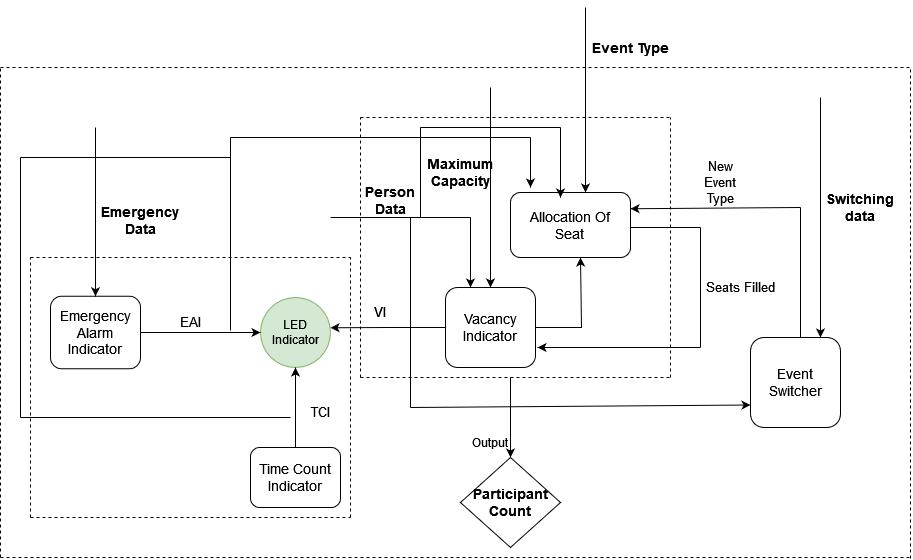 Event Type
Maximum
Capacity
New
Event
Type
Person
Data
Switching
data
Emergency
Data
Allocation Of
Seat
Seats Filled
Emergency
Alarm
Indicator
EAI
LED
Indicator
VI
Vacancy
Indicator
Event
Switcher
TCI
Output
Time Count
Indicator
Participant
Count